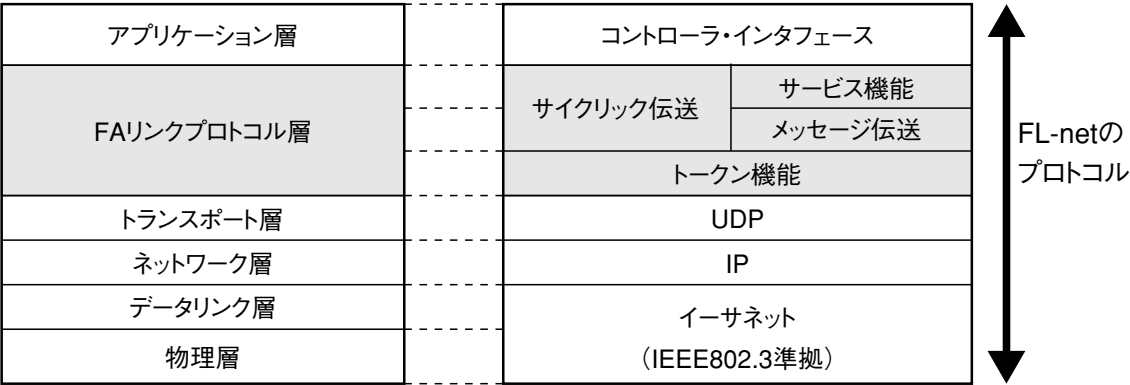 アプリケーション層
FAリンクプロトコル層
トランスポート層
ネットワーク層
データリンク層
物理層
コントローラ・インタフェース
サイクリック伝送
サービス機能
メッセージ伝送
トークン機能
UDP
IP
イーサネット
（IEEE802.3準拠）
FL-netの
プロトコル